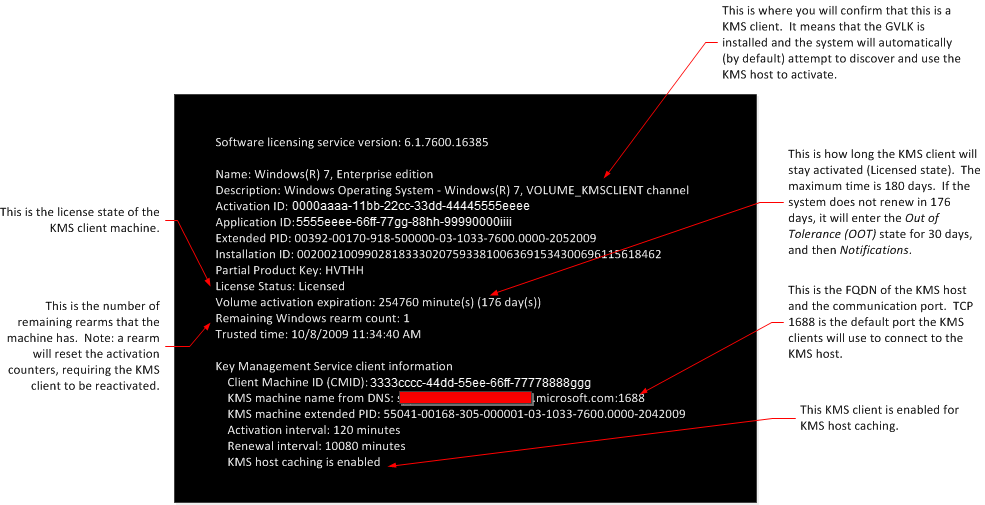 This is where you will confirm that this is a
KMS client.  It means that the GVLK is
installed and the system will automatically
(by default) attempt to discover and use the
KMS host to activate.
Software licensing service version: 6.1.7600.16385
Name: Windows(R) 7, Enterprise edition
Description: Windows Operating System - Windows(R) 7, VOLUME_KMSCLIENT channel
Activation ID: 0000aaaa-11bb-22cc-33dd-44445555eeee
Application ID: 5555eeee-66ff-77gg-88hh-99990000iiii
Extended PID: 00392-00170-918-500000-03-1033-7600.0000-2052009
Installation ID: 002002100990281833302075933810063691534300696115618462
Partial Product Key: HVTHH
License Status: Licensed
Volume activation expiration: 254760 minute(s) (176 day(s))
Remaining Windows rearm count: 1
Trusted time: 10/8/2009 11:34:40 AM
Key Management Service client information
Client Machine ID (CMID): 3333cccc-44dd-55ee-66ff-77778888ggg
KMS machine name from DNS: .microsoft.com:1688
KMS machine extended PID: 55041-00168-305-000001-03-1033-7600.0000-2042009
Activation interval: 120 minutes
Renewal interval: 10080 minutes
KMS host caching is enabled
This is the license state of the
KMS client machine.
This is the number of
remaining rearms that the
machine has.  Note: a rearm
will reset the activation
counters, requiring the KMS
client to be reactivated.
This is how long the KMS client will
stay activated (Licensed state).  The
maximum time is 180 days.  If the
system does not renew in 176
days, it will enter the Out of
Tolerance (OOT) state for 30 days,
and then Notifications.
This is the FQDN of the KMS host
and the communication port.  TCP
1688 is the default port the KMS
clients will use to connect to the
KMS host.
This KMS client is enabled for
KMS host caching.